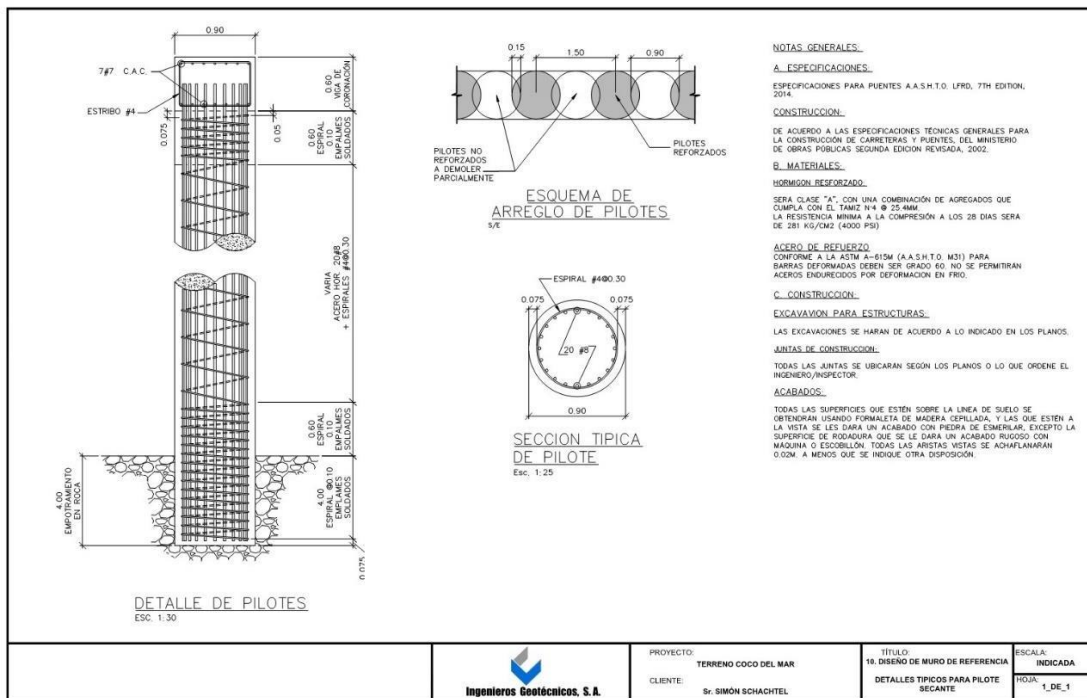 0.90
7#7 C.A.C.
ESTRIBO #4
0.60
VIGA DE
CORONACIÓN
0.075
0.05
0.60
ESPIRAL
0.10
EMPALMES
SOLDADOS
VARIA
ACERO HOR. 20#8
+ ESPIRALES #4@0.30
0.60
ESPIRAL
0.10
EMPALMES
SOLDADOS
4.00
EMPOTRAMIENTO
EN ROCA
4.00
ESPIRAL @0.10
EMPLAMES
SOLDADOS
0.075
DETALLE DE PILOTES
ESC. 1:30
0.15
1.50
0.90
PILOTES NO
REFORZADOS
A DEMOLER
PARCIALMENTE
PILOTES
REFORZADOS
ESQUEMA DE
ARREGLO DE PILOTES
S/E
ESPIRAL #4@0.30
0.075
0.075
20 #8
0.90
SECCION TIPICA
DE PILOTE
Esc. 1:25
NOTAS GENERALES:
A. ESPECIFICACIONES:
ESPECIFICACIONES PARA PUENTES A.A.S.H.T.O. LFRD, 7TH EDITION,
2014.
CONSTRUCCION:
DE ACUERDO A LAS ESPECIFICACIONES TÉCNICAS GENERALES PARA
LA CONSTRUCCIÓN DE CARRETERAS Y PUENTES, DEL MINISTERIO
DE OBRAS PÚBLICAS SEGUNDA EDICION REVISADA, 2002.
B. MATERIALES:
HORMIGON RESFORZADO:
SERA CLASE "A", CON UNA COMBINACIÓN DE AGREGADOS QUE
CUMPLA CON EL TAMIZ N°4 @ 25.4MM.
LA RESISTENCIA MINIMA A LA COMPRESIÓN A LOS 28 DIAS SERA
DE 281 KG/CM2 (4000 PSI)
ACERO DE REFUERZO
CONFORME A LA ASTM A-615M (A.A.S.H.T.O. M31) PARA
BARRAS DEFORMADAS DEBEN SER GRADO 60. NO SE PERMITIRÁN
ACEROS ENDURECIDOS POR DEFORMACION EN FRIO.
C. CONSTRUCCION:
EXCAVAVION PARA ESTRUCTURAS:
LAS EXCAVACIONES SE HARAN DE ACUERDO A LO INDICADO EN LOS PLANOS.
JUNTAS DE CONSTRUCCION:
TODAS LAS JUNTAS SE UBICARAN SEGÚN LOS PLANOS O LO QUE ORDENE EL
INGENIERO/INSPECTOR.
ACABADOS:
TODAS LAS SUPERFICIES QUE ESTÉN SOBRE LA LINEA DE SUELO SE
OBTENDRÁN USANDO FORMALETA DE MADERA CEPILLADA, Y LAS QUE ESTÉN A
LA VISTA SE LES DARA UN ACABADO CON PIEDRA DE ESMERILAR, EXCEPTO LA
SUPERFICIE DE RODADURA QUE SE LE DARA UN ACABADO RUGOSO CON
MAQUINA O ESCOBILLÓN. TODAS LAS ARISTAS VISTAS SE ACHAFLANARÁN
0.02M. A MENOS QUE SE INDIQUE OTRA DISPOSICIÓN.
Ingenieros Geotécnicos, S.A.
PROYECTO:
TERRENO COCO DEL MAR
CLIENTE:
Sr. SIMÓN SCHACHTEL
TÍTULO:
10. DISEÑO DE MURO DE REFERENCIA
DETALLES TIPICOS PARA PILOTE
SECANTE
ESCALA:
INDICADA
HOJA:
1_DE_1